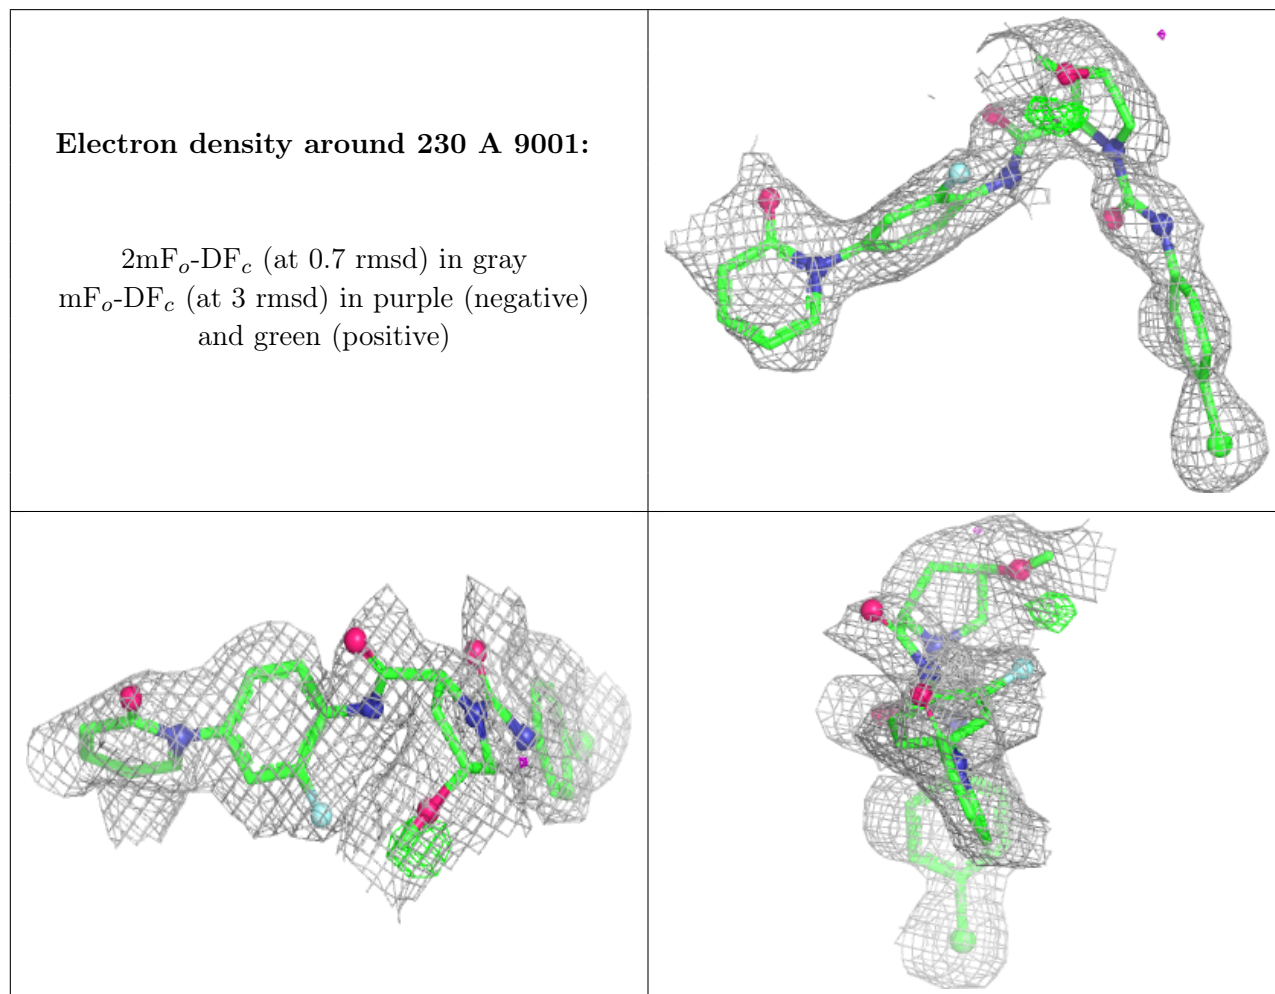 Electron density around 230 A 9001:
2mFₒ-DF𝒸 (at 0.7 rmsd) in gray
mFₒ-DF𝒸 (at 3 rmsd) in purple (negative)
and green (positive)